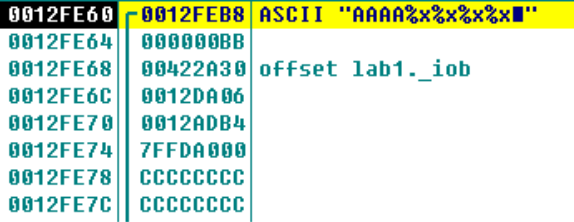 0012FE60 0012FEB8 ASCII "AAAA%x%x%x%x■"
0012FE64 000000BB
0012FE68 00422A30 offset lab1._iob
0012FE6C 0012DA06
0012FE70 0012ADB4
0012FE74 7FFDA000
0012FE78 CCCCCCCC
0012FE7C CCCCCCCC